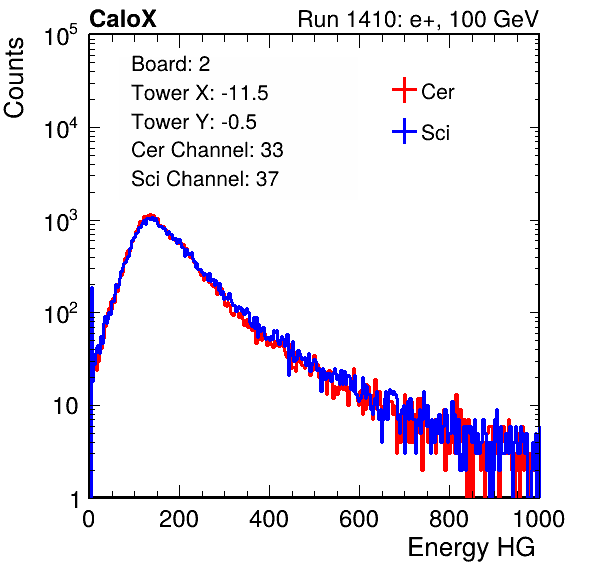 CaloX Run 1410: e+, 100 GeV
Counts
Board: 2
Tower X: -11.5
Tower Y: -0.5
Cer Channel: 33
Sci Channel: 37
Cer
Sci
10^5
10^4
10^3
10^2
10
1
0 200 400 600 800 1000
Energy HG